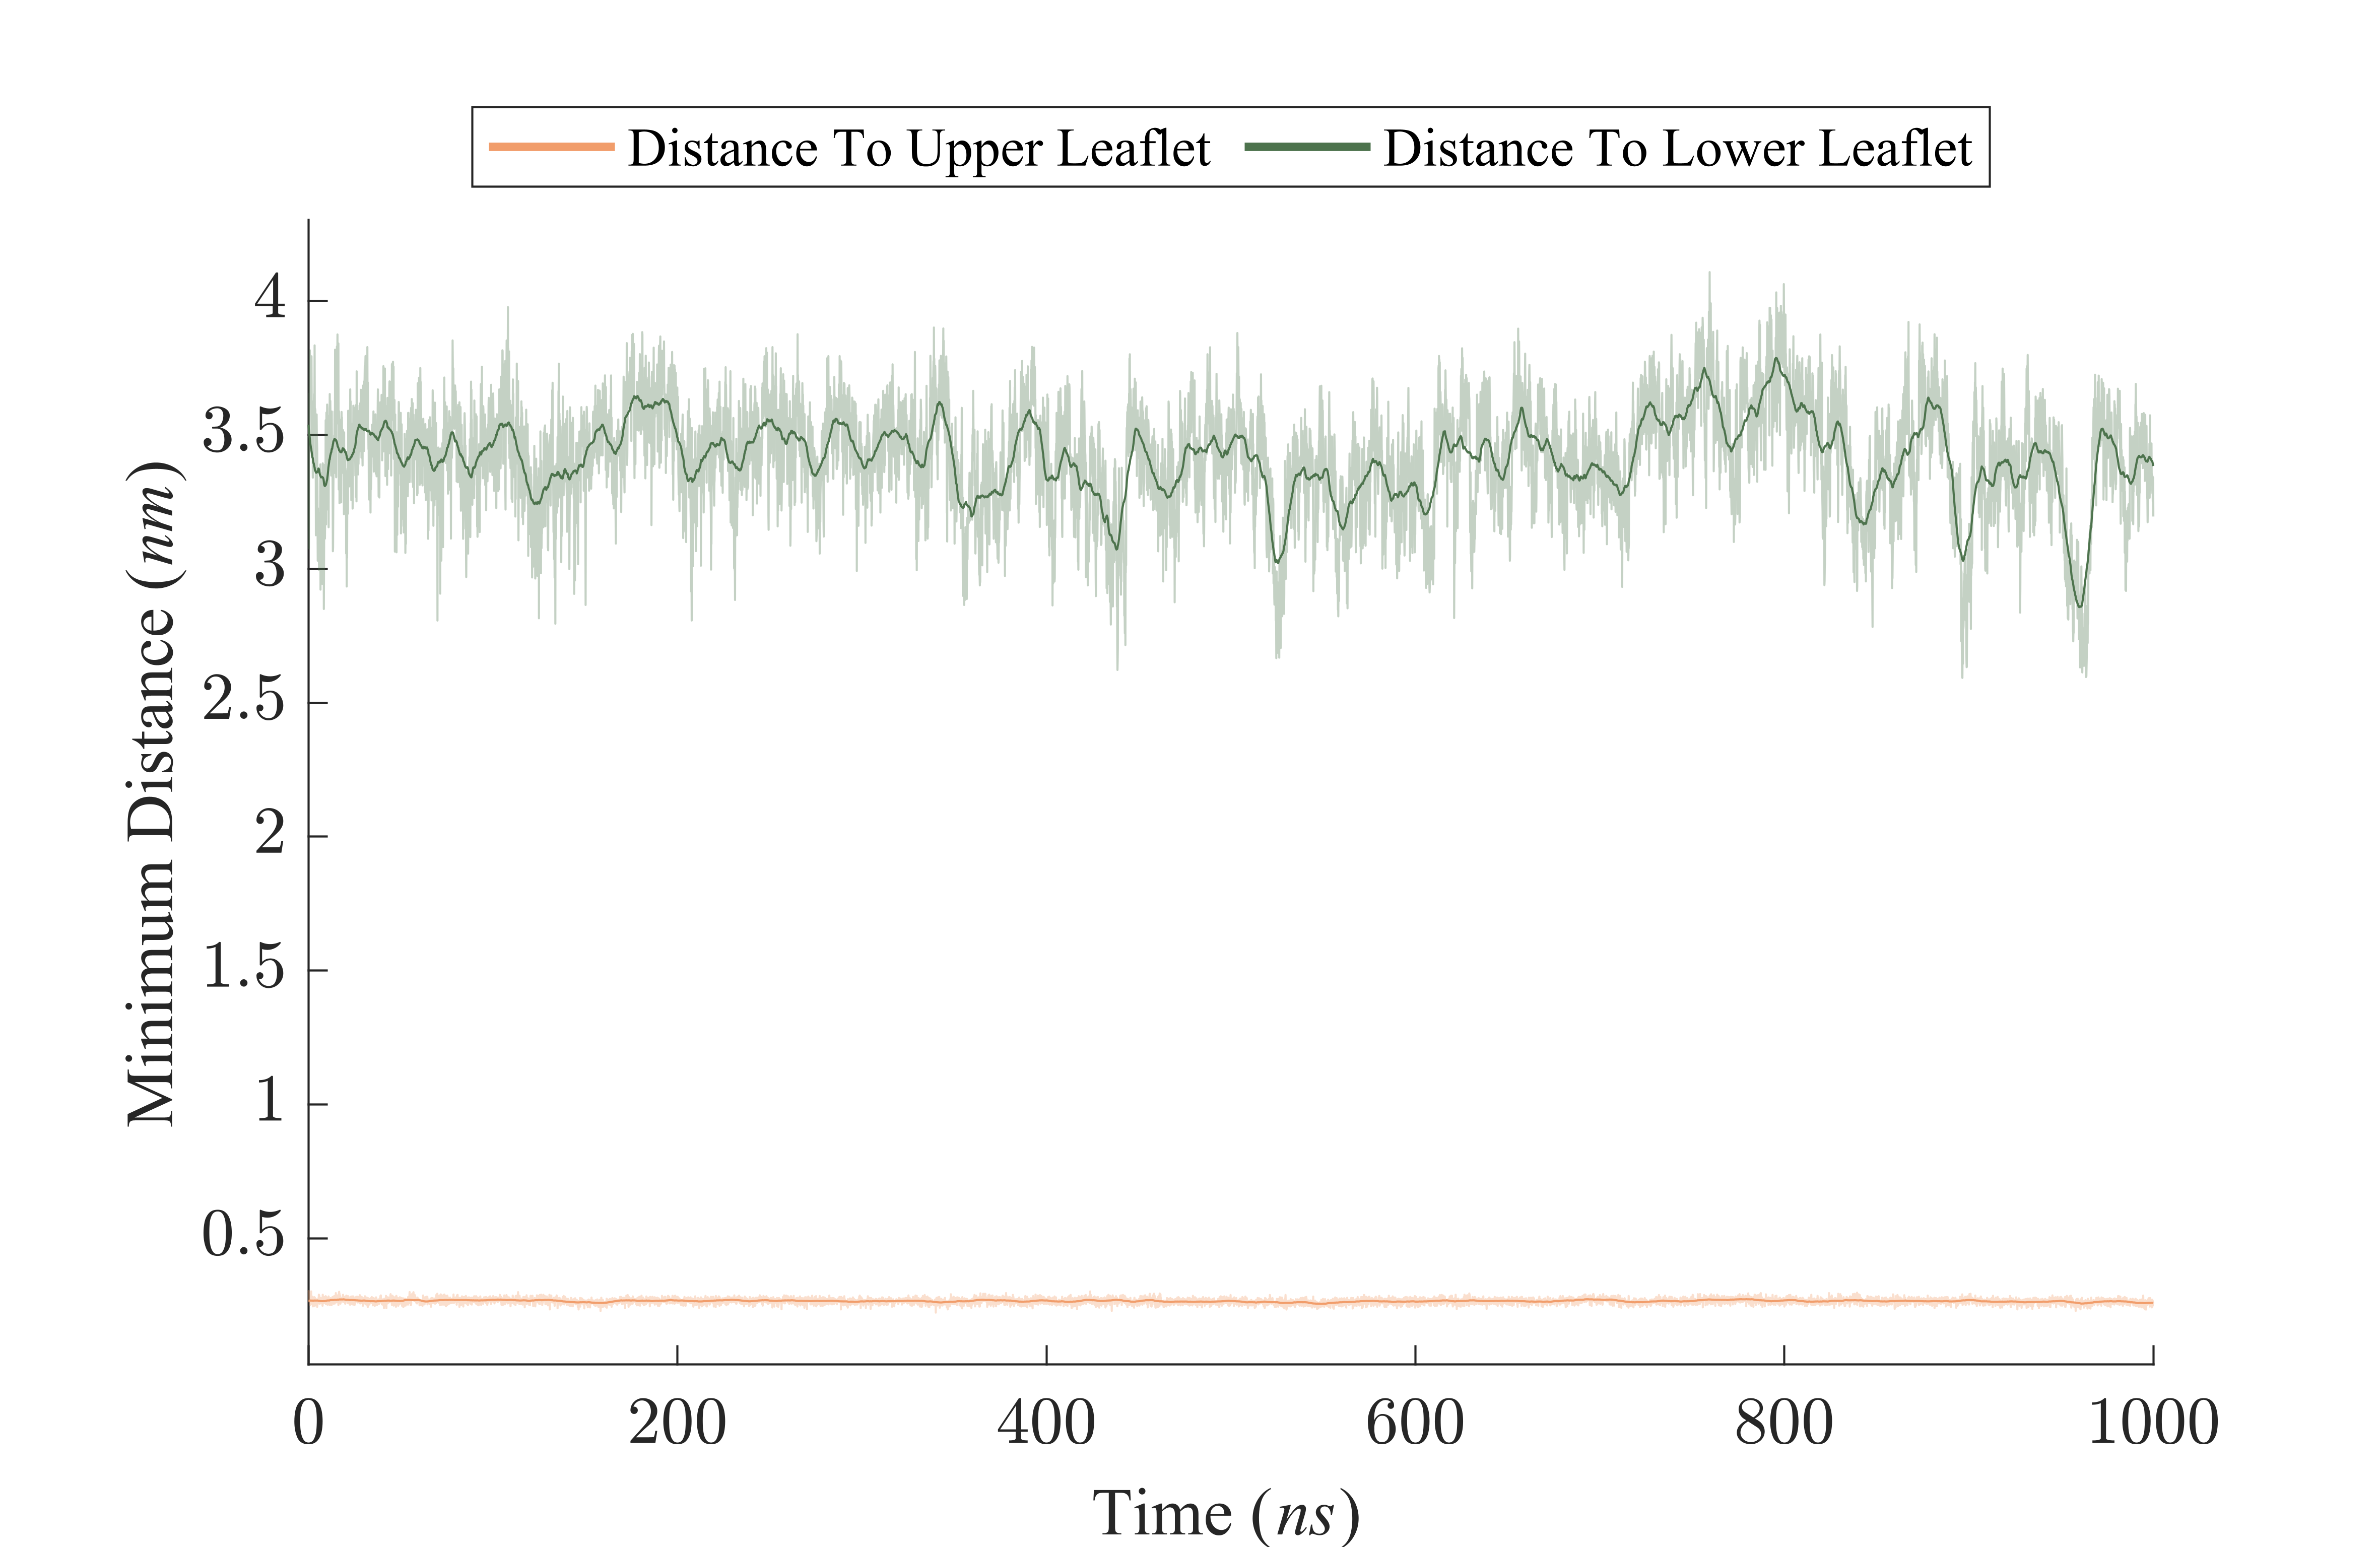 Distance To Upper Leaflet Distance To Lower Leaflet
4
3.5
3
2.5
2
1.5
1
0.5
Minimum Distance (nm)
0 200 400 600 800 1000
Time (ns)